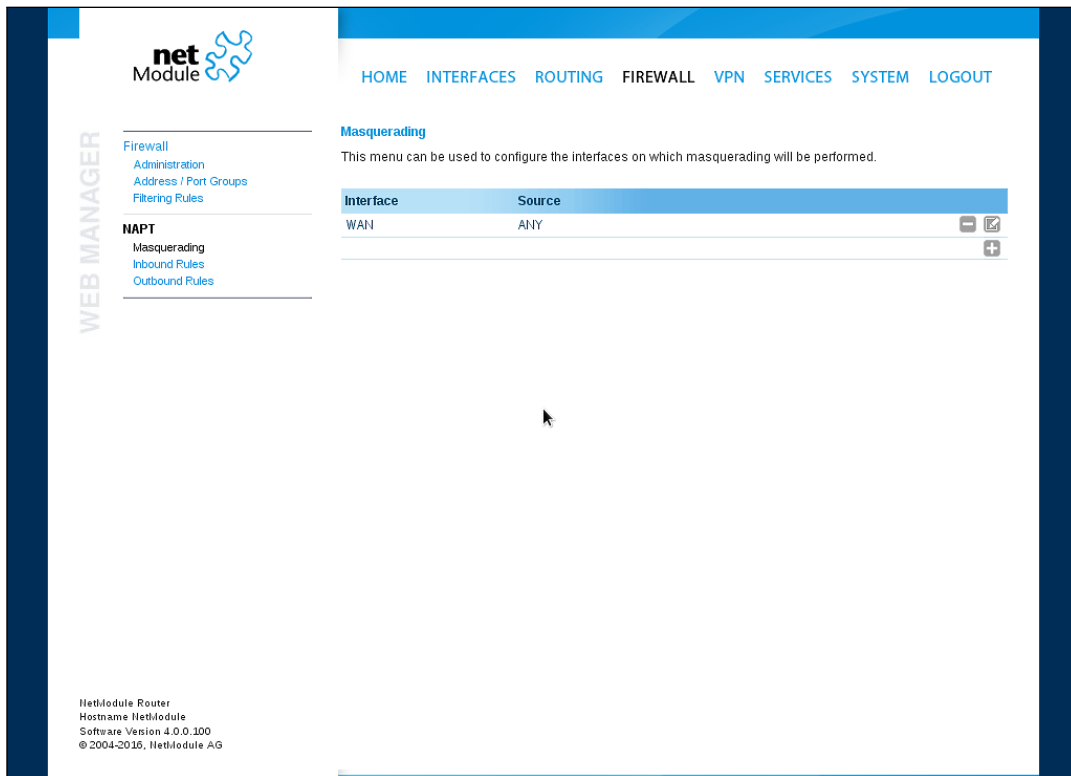 net
Module
HOME INTERFACES ROUTING FIREWALL VPN SERVICES SYSTEM LOGOUT
WEB MANAGER
Firewall
Administration
Address / Port Groups
Filtering Rules
NAPT
Masquerading
Inbound Rules
Outbound Rules
Masquerading
This menu can be used to configure the interfaces on which masquerading will be performed.
Interface Source
WAN ANY
NetModule Router
Hostname NetModule
Software Version 4.0.0.100
© 2004-2016, NetModule AG